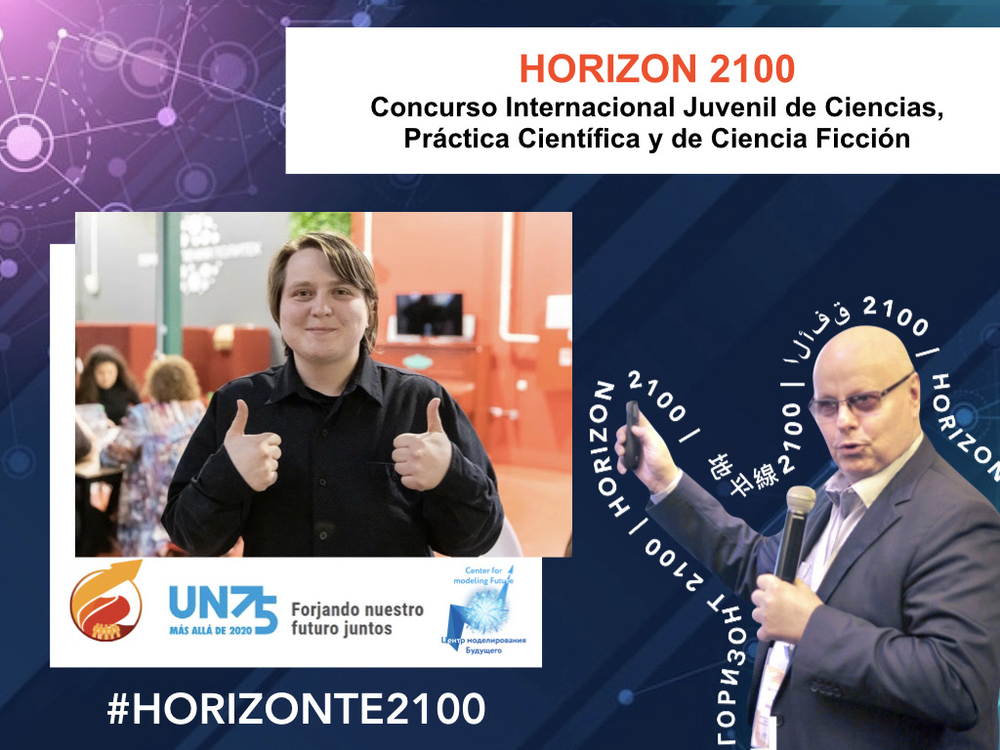 HORIZON 2100
Concurso Internacional Juvenil de Ciencias,
Práctica Científica y de Ciencia Ficción
HORIZON 2100 | 地平線2100 | الأفق 2100 | HORIZON
ГОРИЗОНТ 2100 | HORIZON
UN75
MÁS ALLÁ DE 2020
Forjando nuestro
futuro juntos
Center for
modeling Future
Центр моделирования
Будущего
#HORIZONTE2100